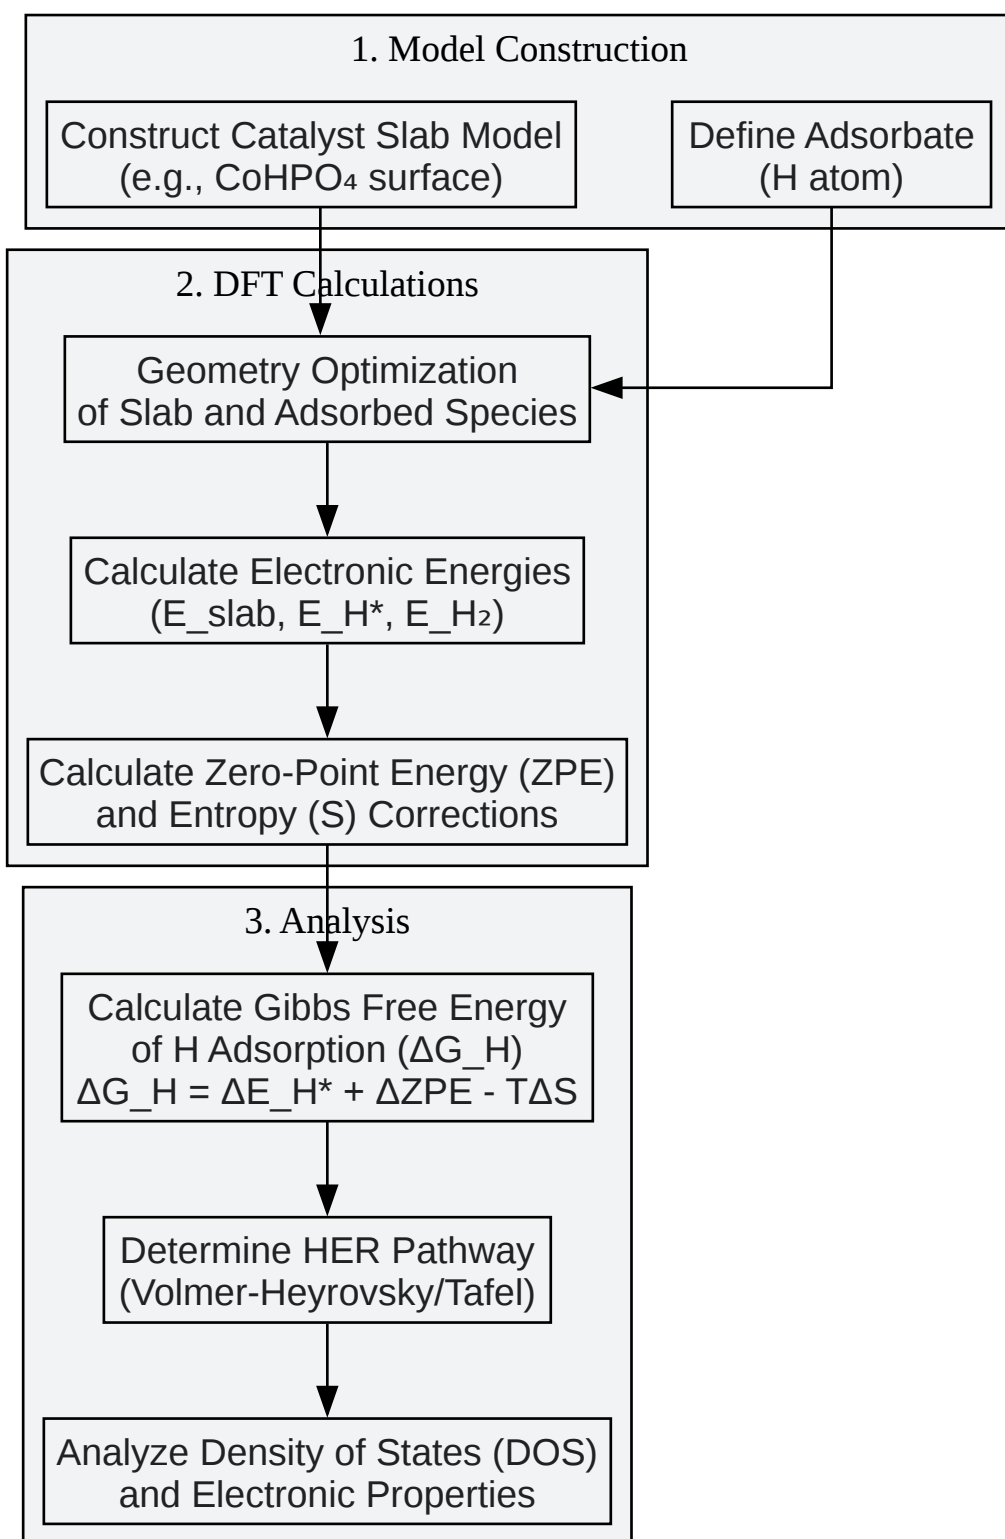 1. Model Construction
Construct Catalyst Slab Model
(e.g., CoHPO₄ surface)
Define Adsorbate
(H atom)
2. DFT Calculations
Geometry Optimization
of Slab and Adsorbed Species
Calculate Electronic Energies
(E_slab, E_H*, E_H₂)
Calculate Zero-Point Energy (ZPE)
and Entropy (S) Corrections
3. Analysis
Calculate Gibbs Free Energy
of H Adsorption (ΔG_H)
ΔG_H = ΔE_H* + ΔZPE - TΔS
Determine HER Pathway
(Volmer-Heyrovsky/Tafel)
Analyze Density of States (DOS)
and Electronic Properties